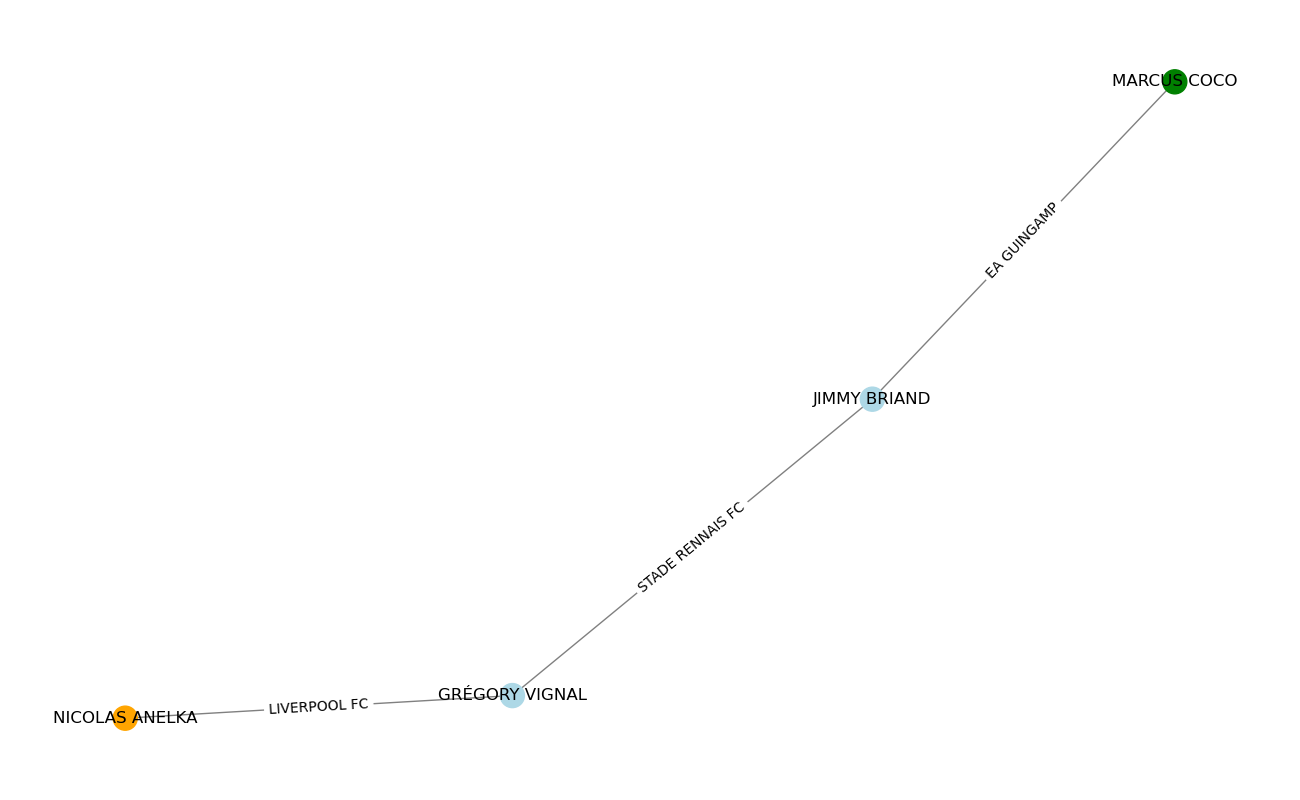 MARCUS COCO
EA GUINGAMP
JIMMY BRIAND
STADE RENNAIS FC
GRÉGORY VIGNAL
LIVERPOOL FC
NICOLAS ANELKA